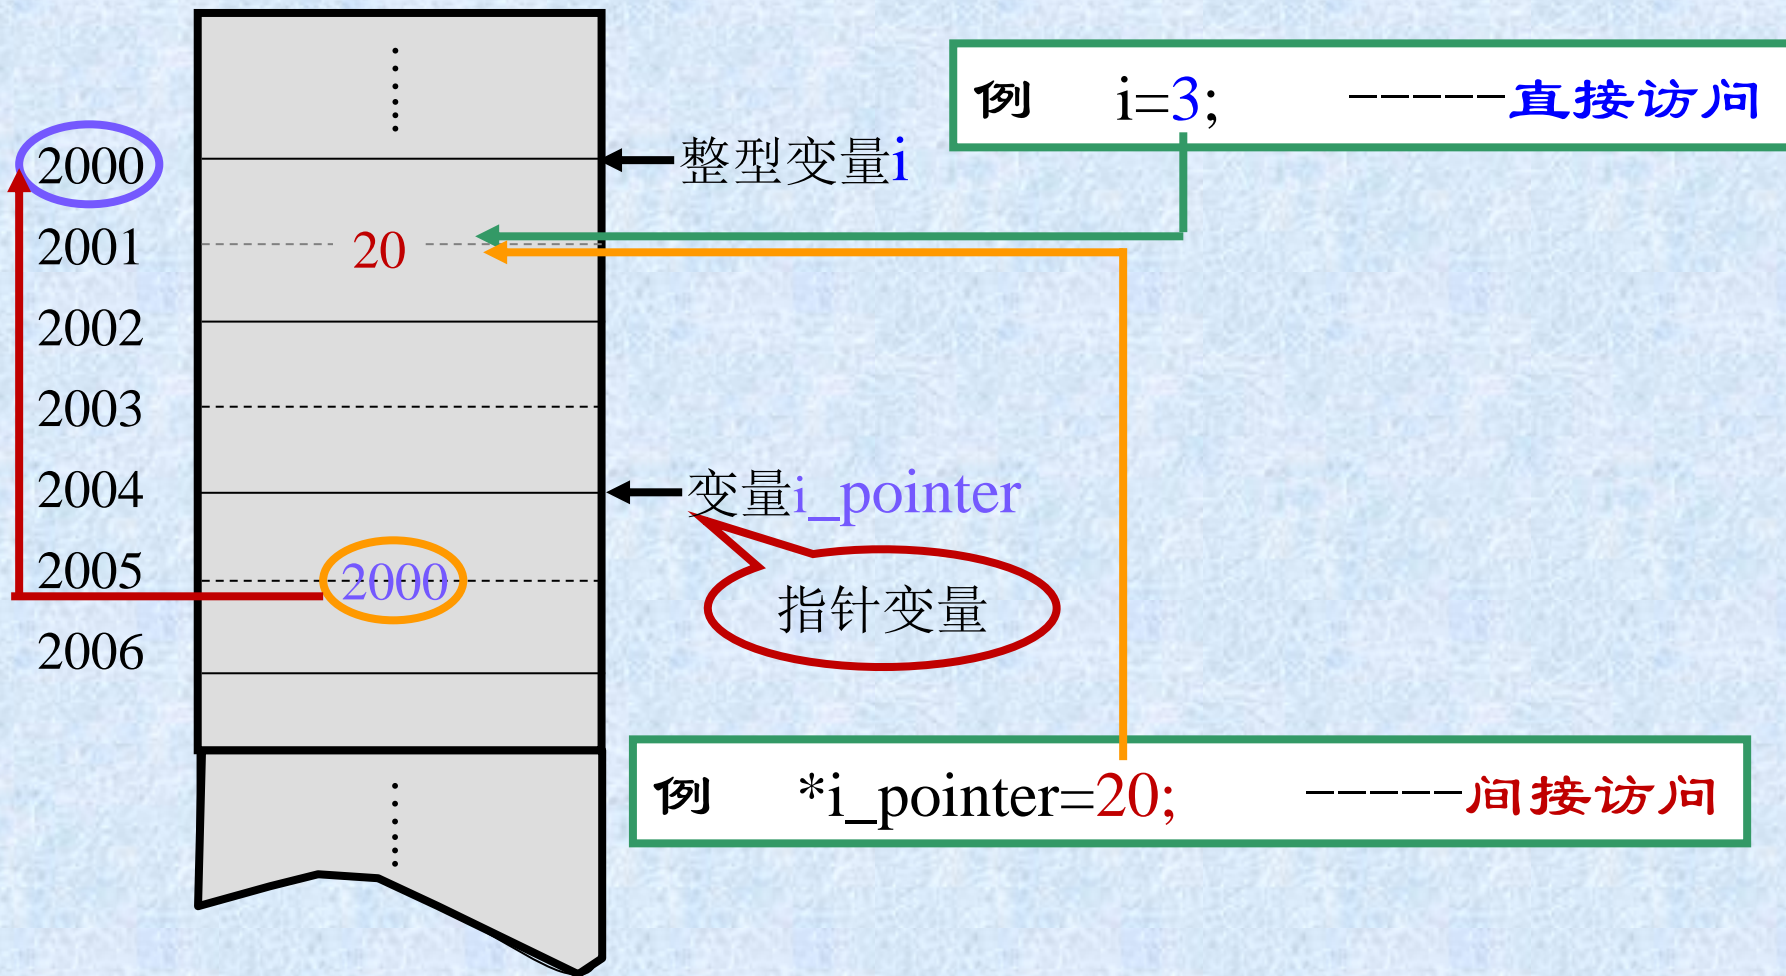 例 i=3; -----直接访问
2000
整型变量i
2001
20
2002
2003
2004
变量i_pointer
2005
2000
指针变量
2006
例 *i_pointer=20; -----间接访问